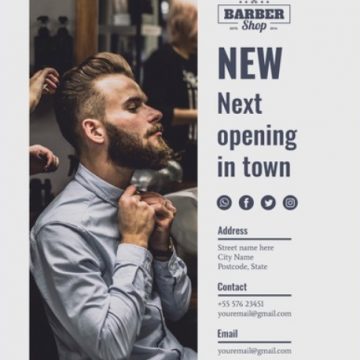 BARBER
Shop
NEW
Next
opening
in town
Address
Street name here
City Name
Postcode, State
Contact
+55 576 23451
youremail@gmail.com
Email
youremail@gmail.com